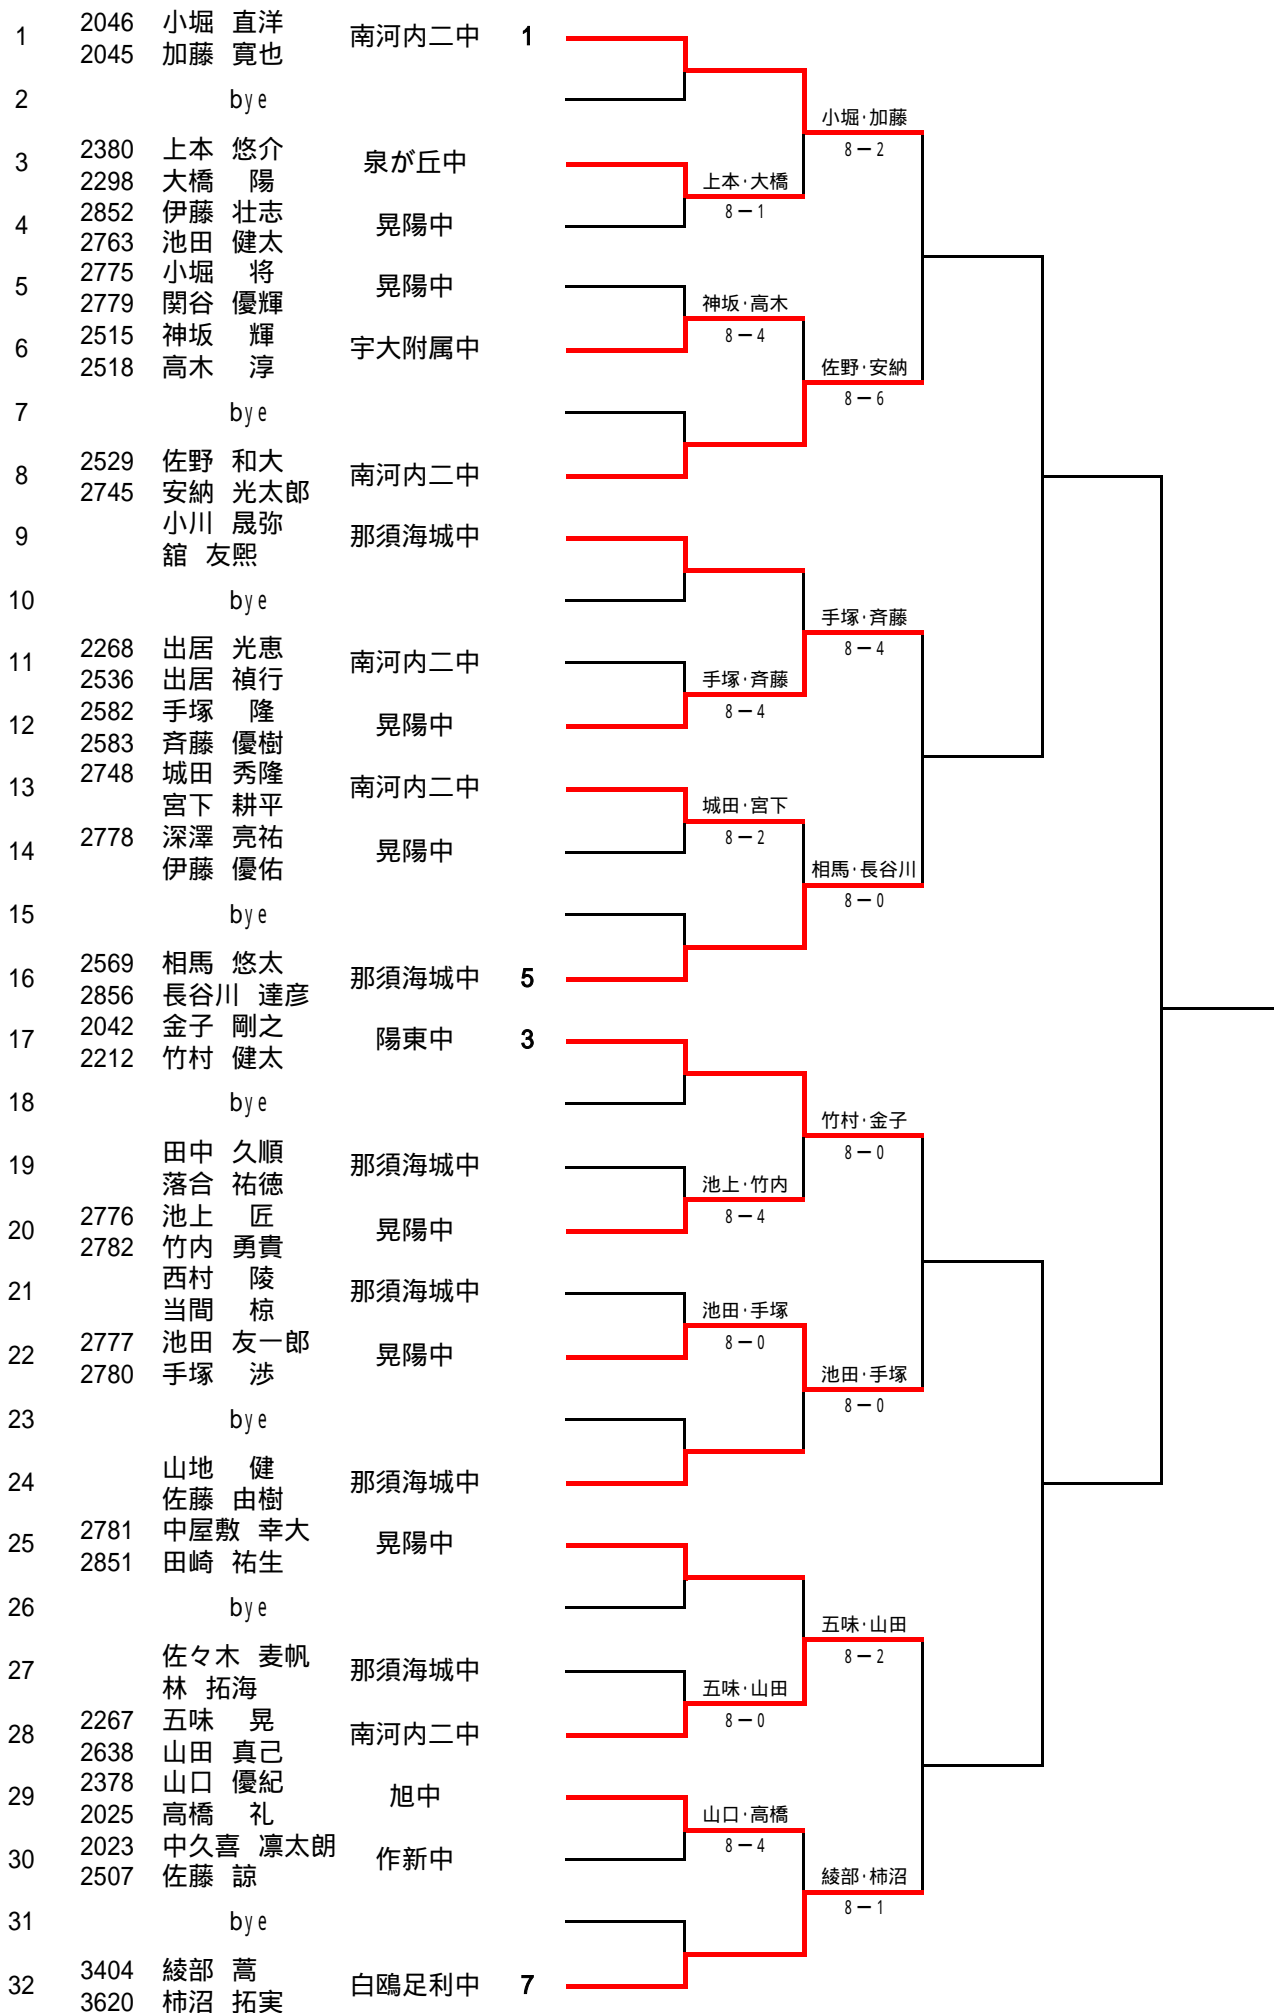 1 2046 小堀 直洋 南河内二中 1
2045 加藤 寛也
2 bye
小堀・加藤
8－2
3 2380 上本 悠介 泉が丘中
2298 大橋 陽
上本・大橋
8－1
4 2852 伊藤 壮志 晃陽中
2763 池田 健太
5 2775 小堀 将 晃陽中
2779 関谷 優輝
神坂・高木
8－4
6 2515 神坂 輝 宇大附属中
2518 高木 淳
佐野・安納
8－6
7 bye
8 2529 佐野 和大 南河内二中
2745 安納 光太郎
9 小川 晟弥 那須海城中
舘 友煕
10 bye
手塚・斉藤
8－4
11 2268 出居 光恵 南河内二中
2536 出居 禎行
手塚・斉藤
8－4
12 2582 手塚 隆 晃陽中
2583 斉藤 優樹
13 2748 城田 秀隆 南河内二中
宮下 耕平
城田・宮下
8－2
14 2778 深澤 亮祐 晃陽中
伊藤 優佑
相馬・長谷川
8－0
15 bye
16 2569 相馬 悠太 那須海城中 5
2856 長谷川 達彦
17 2042 金子 剛之 陽東中 3
2212 竹村 健太
18 bye
竹村・金子
8－0
19 田中 久順 那須海城中
落合 祐徳
池上・竹内
8－4
20 2776 池上 匠 晃陽中
2782 竹内 勇貴
21 西村 陵 那須海城中
当間 椋
池田・手塚
8－0
22 2777 池田 友一郎 晃陽中
2780 手塚 渉
池田・手塚
8－0
23 bye
24 山地 健 那須海城中
佐藤 由樹
25 2781 中屋敷 幸大 晃陽中
2851 田崎 祐生
26 bye
五味・山田
8－2
27 佐々木 麦帆 那須海城中
林 拓海
五味・山田
8－0
28 2267 五味 晃 南河内二中
2638 山田 真己
29 2378 山口 優紀 旭中
2025 高橋 礼
山口・高橋
8－4
30 2023 中久喜 凛太朗 作新中
2507 佐藤 諒
綾部・柿沼
8－1
31 bye
32 3404 綾部 蒿 白鴎足利中 7
3620 柿沼 拓実